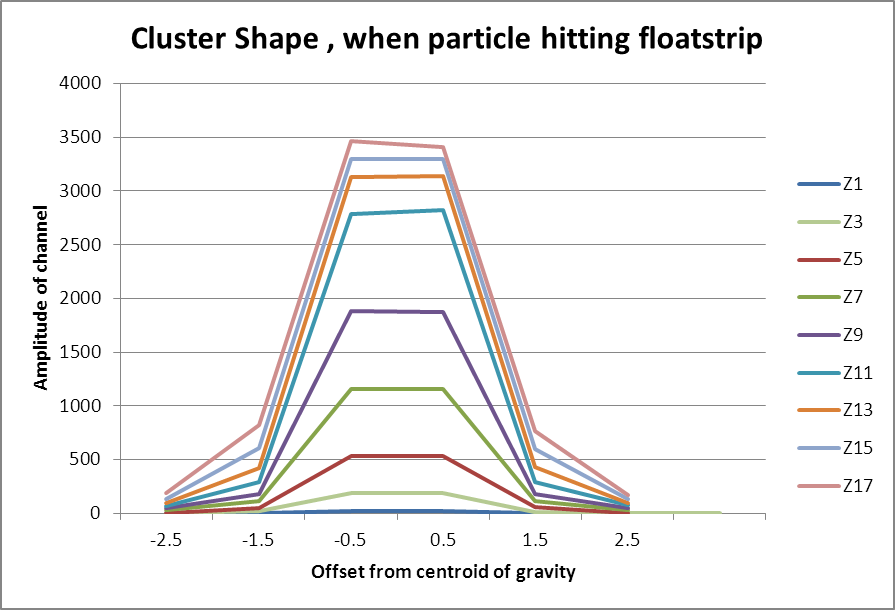 Cluster Shape , when particle hitting floatstrip
4000
3500
3000
2500
2000
1500
1000
500
0
Amplitude of channel
-2.5 -1.5 -0.5 0.5 1.5 2.5
Offset from centroid of gravity
Z1
Z3
Z5
Z7
Z9
Z11
Z13
Z15
Z17